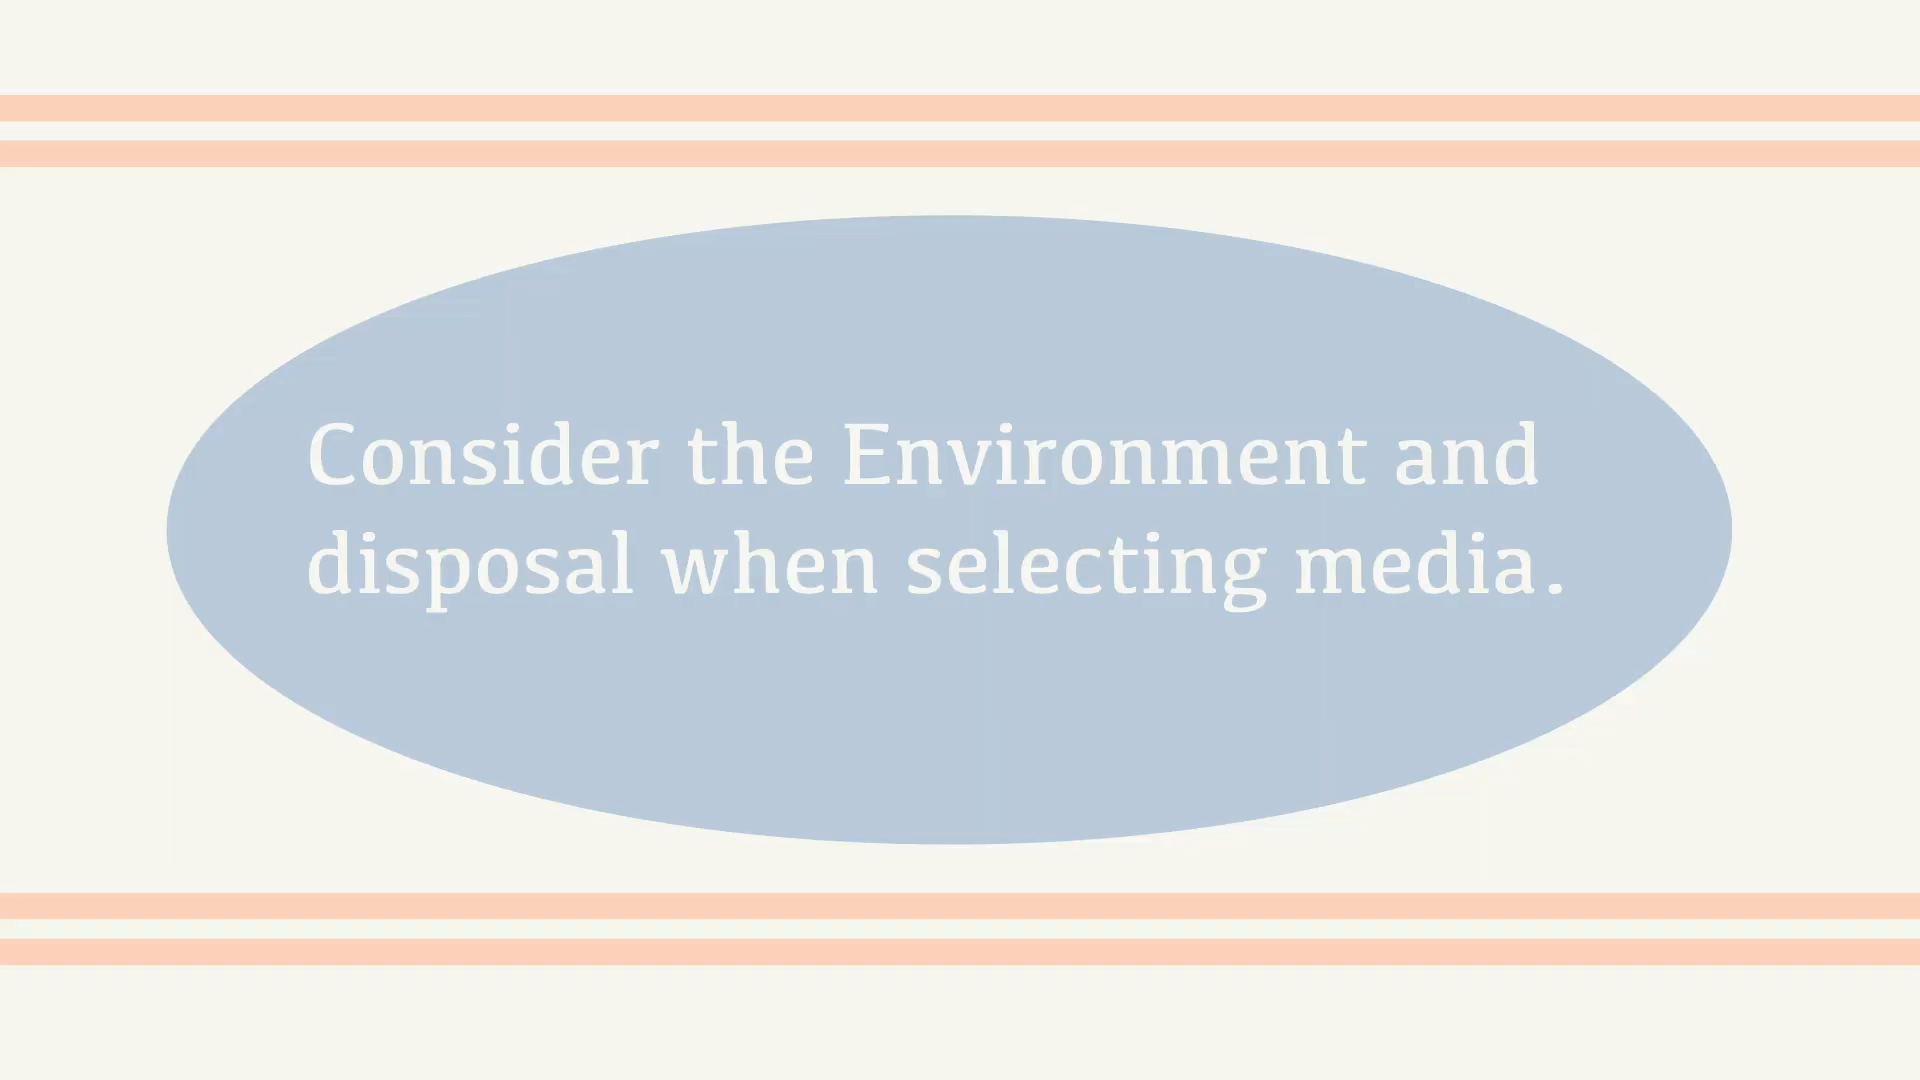 Consider the Environment and
disposal when selecting media.